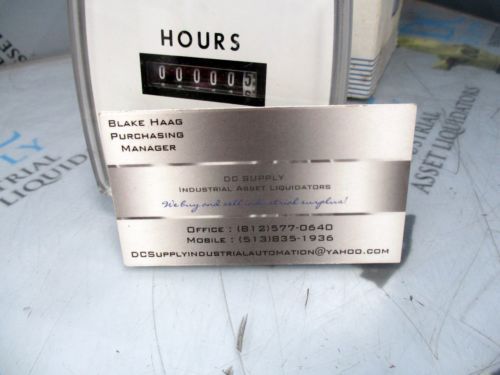 HOURS
000005
BLAKE HAAG
PURCHASING
MANAGER
DC SUPPLY
INDUSTRIAL ASSET LIQUIDATORS
We buy and sell industrial surplus!
OFFICE : (812)577-0640
MOBILE : (513)835-1936
DCSUPPLYINDUSTRIALAUTOMATION@YAHOO.COM
ASSET LIQUIDATORS